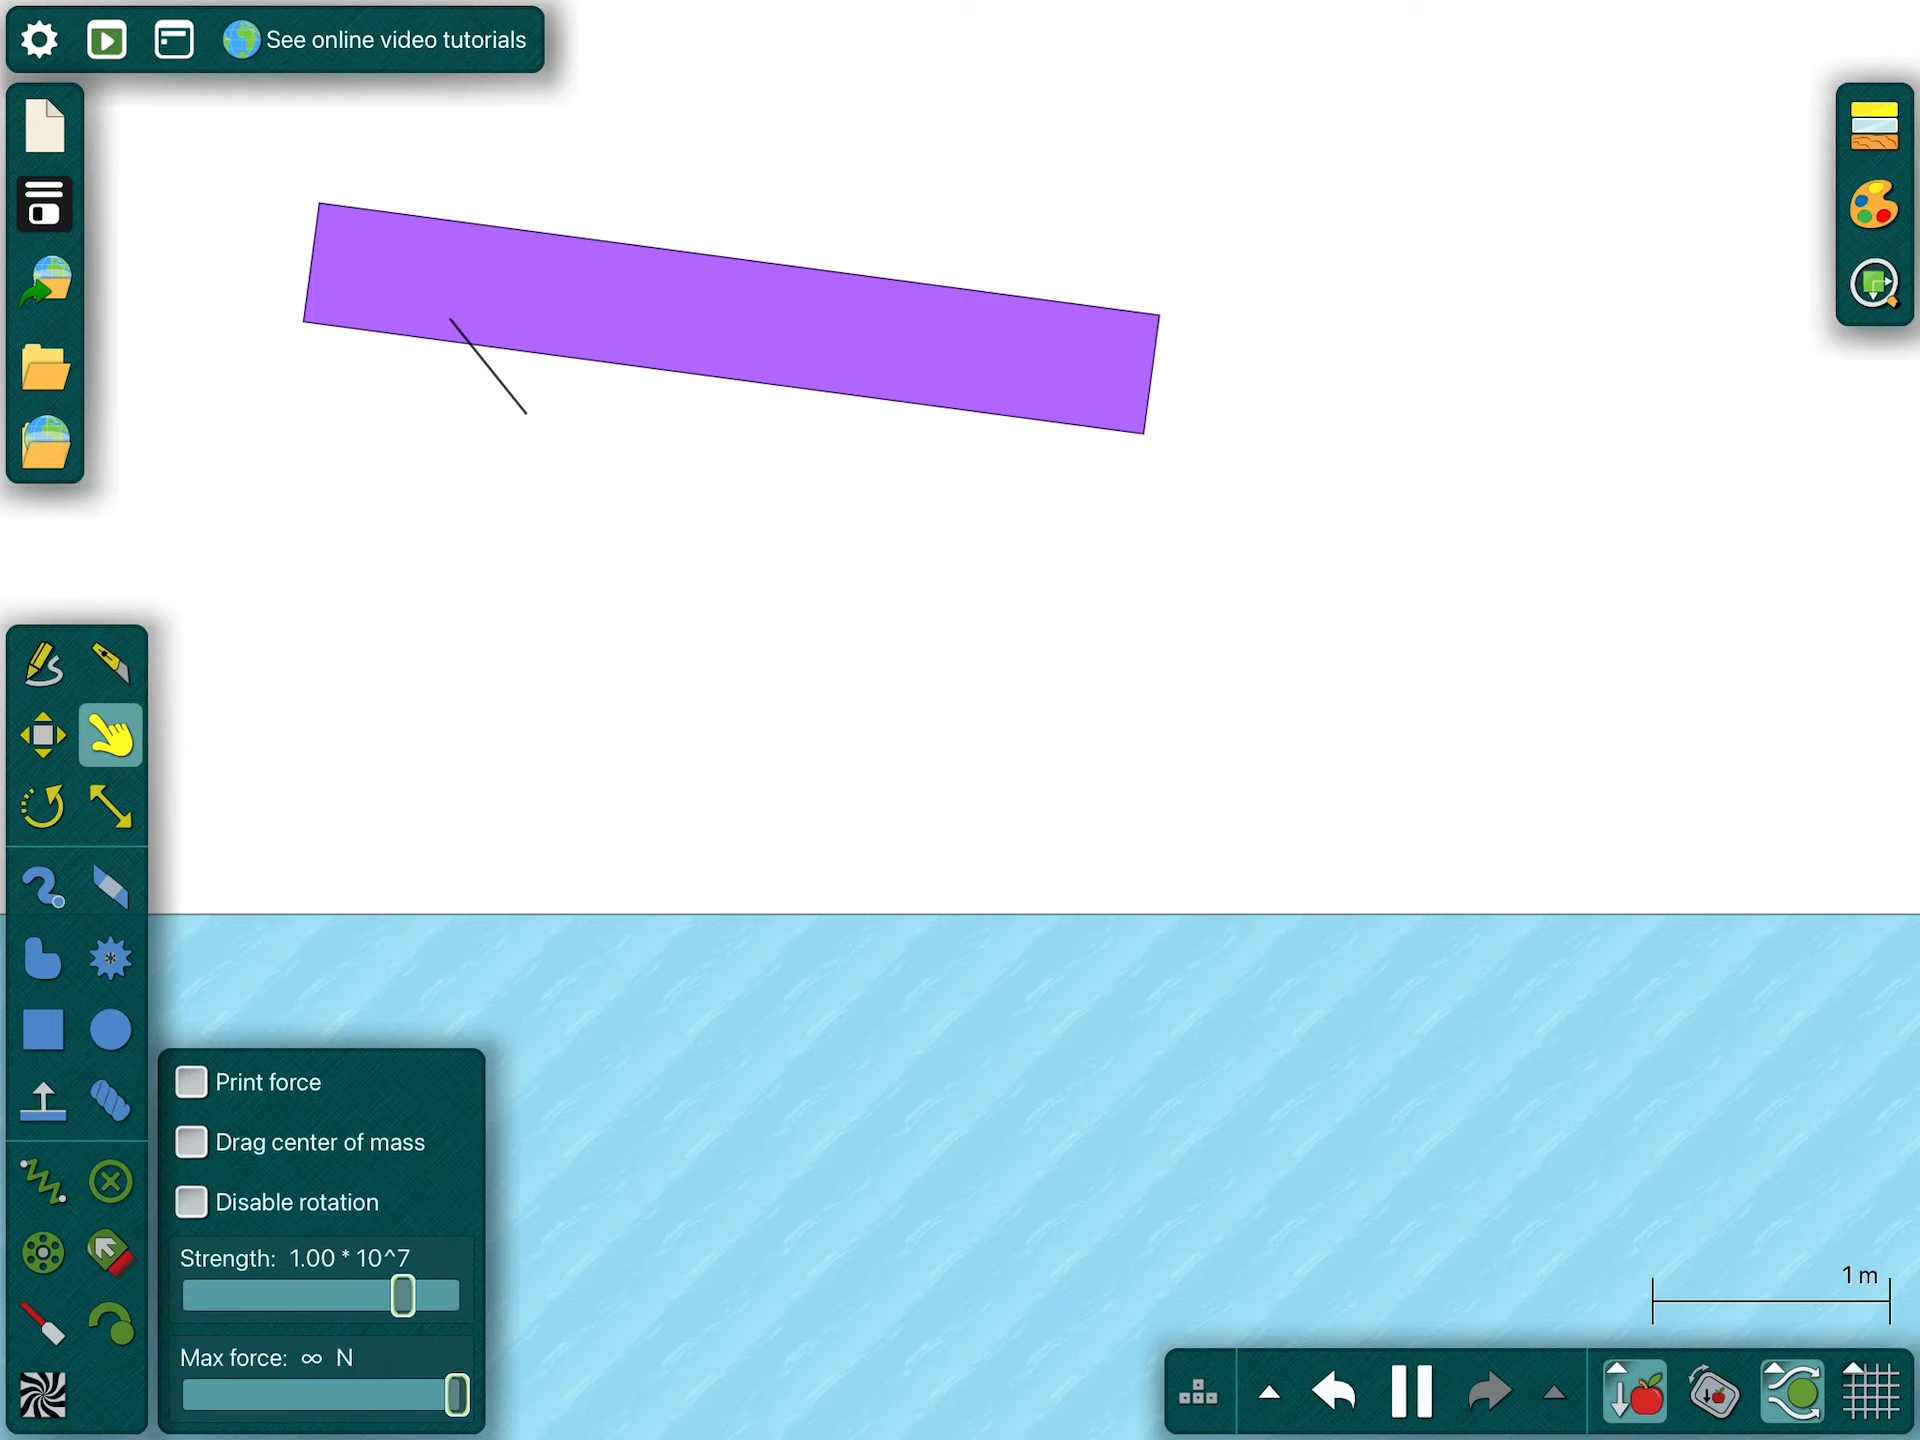 See online video tutorials
Print force
Drag center of mass
Disable rotation
Strength: 1.00 * 10^7
1 m
Max force: ∞ N